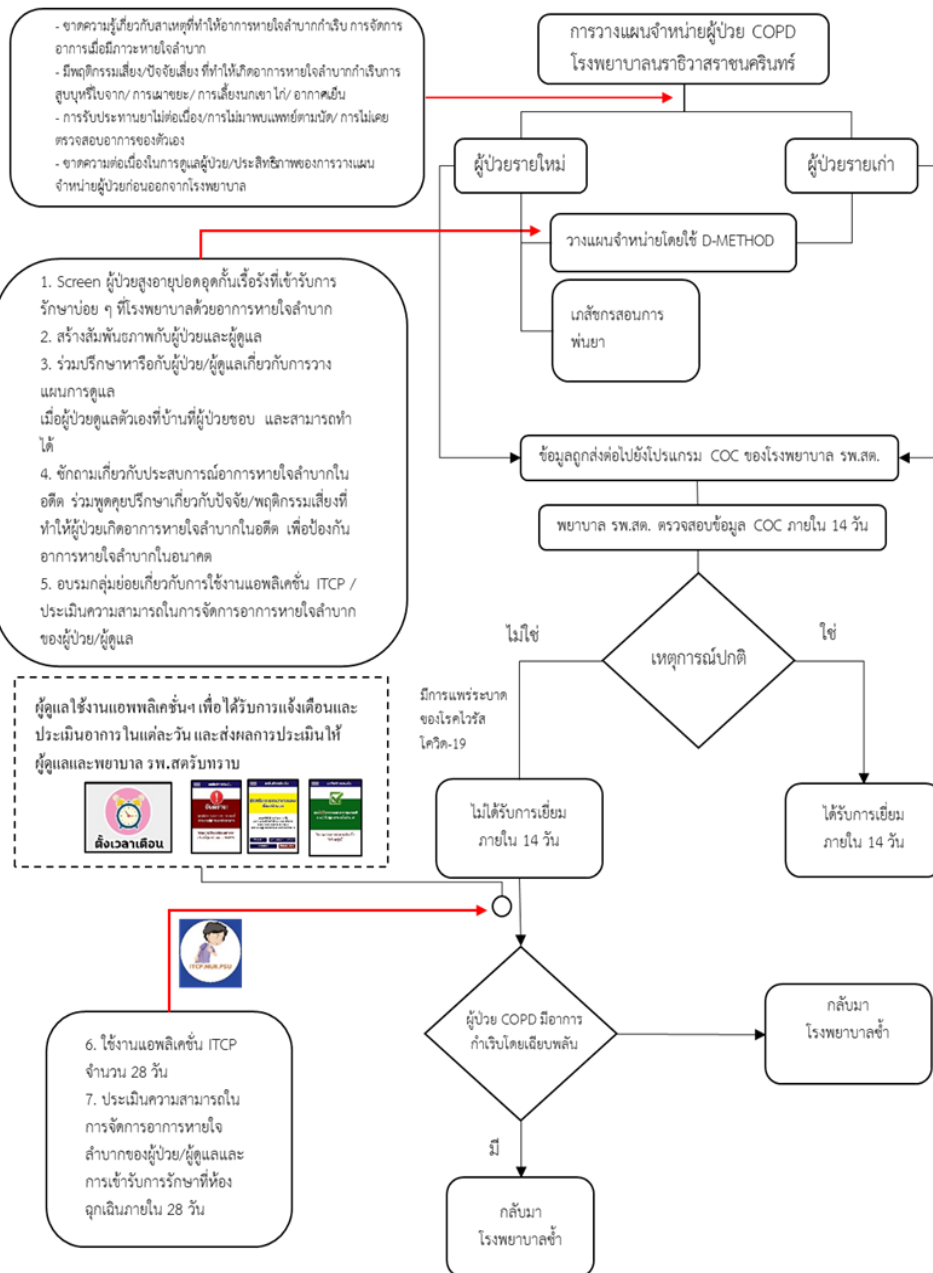 - ขาดความรู้เกี่ยวกับสาเหตุที่ทำให้อาการหายใจลำบากกำเริบ การจัดการ
อาการเมื่อมีภาวะหายใจลำบาก
- มีพฤติกรรมเสี่ยง/ปัจจัยเสี่ยง ที่ทำให้เกิดอาการหายใจลำบากกำเริบการ
สูบบุหรี่ใบจาก/ การเผาขยะ/ การเลี้ยงนกเขา ไก่/ อากาศเย็น
- การรับประทานยาไม่ต่อเนื่อง/การไม่มาพบแพทย์ตามนัด/ การไม่เคย
ตรวจสอบอาการของตัวเอง
- ขาดความต่อเนื่องในการดูแลผู้ป่วย/ประสิทธิภาพของการวางแผน
จำหน่ายผู้ป่วยก่อนออกจากโรงพยาบาล
การวางแผนจำหน่ายผู้ป่วย COPD
โรงพยาบาลนราธิวาสราชนครินทร์
ผู้ป่วยรายใหม่
ผู้ป่วยรายเก่า
วางแผนจำหน่ายโดยใช้ D-METHOD
เภสัชกรสอนการ
พ่นยา
1. Screen ผู้ป่วยสูงอายุปอดอุดกั้นเรื้อรังที่เข้ารับการ
รักษาบ่อย ๆ ที่โรงพยาบาลด้วยอาการหายใจลำบาก
2. สร้างสัมพันธภาพกับผู้ป่วยและผู้ดูแล
3. ร่วมปรึกษาหารือกับผู้ป่วย/ผู้ดูแลเกี่ยวกับการวาง
แผนการดูแล
เมื่อผู้ป่วยดูแลตัวเองที่บ้านที่ผู้ป่วยชอบ และสามารถทำ
ได้
4. ซักถามเกี่ยวกับประสบการณ์อาการหายใจลำบากใน
อดีต ร่วมพูดคุยปรึกษาเกี่ยวกับปัจจัย/พฤติกรรมเสี่ยงที่
ทำให้ผู้ป่วยเกิดอาการหายใจลำบากในอดีต เพื่อป้องกัน
อาการหายใจลำบากในอนาคต
5. อบรมกลุ่มย่อยเกี่ยวกับการใช้งานแอพลิเคชั่น ITCP /
ประเมินความสามารถในการจัดการอาการหายใจลำบาก
ของผู้ป่วย/ผู้ดูแล
ข้อมูลถูกส่งต่อไปยังโปรแกรม COC ของโรงพยาบาล รพ.สต.
พยาบาล รพ.สต. ตรวจสอบข้อมูล COC ภายใน 14 วัน
ไม่ใช่
ใช่
เหตุการณ์ปกติ
มีการแพร่ระบาด
ของโรคไวรัส
โควิด-19
ผู้ดูแลใช้งานแอพพลิเคชั่นฯ เพื่อได้รับการแจ้งเตือนและ
ประเมินอาการในแต่ละวัน และส่งผลการประเมินให้
ผู้ดูแลและพยาบาล รพ.สตรับทราบ
ตั้งเวลาเตือน
ไม่ได้รับการเยี่ยม
ภายใน 14 วัน
ได้รับการเยี่ยม
ภายใน 14 วัน
ITCP.NUR.PSU
ผู้ป่วย COPD มีอาการ
กำเริบโดยเฉียบพลัน
กลับมา
โรงพยาบาลซ้ำ
6. ใช้งานแอพลิเคชั่น ITCP
จำนวน 28 วัน
7. ประเมินความสามารถใน
การจัดการอาการหายใจ
ลำบากของผู้ป่วย/ผู้ดูแลและ
การเข้ารับการรักษาที่ห้อง
ฉุกเฉินภายใน 28 วัน
มี
กลับมา
โรงพยาบาลซ้ำ